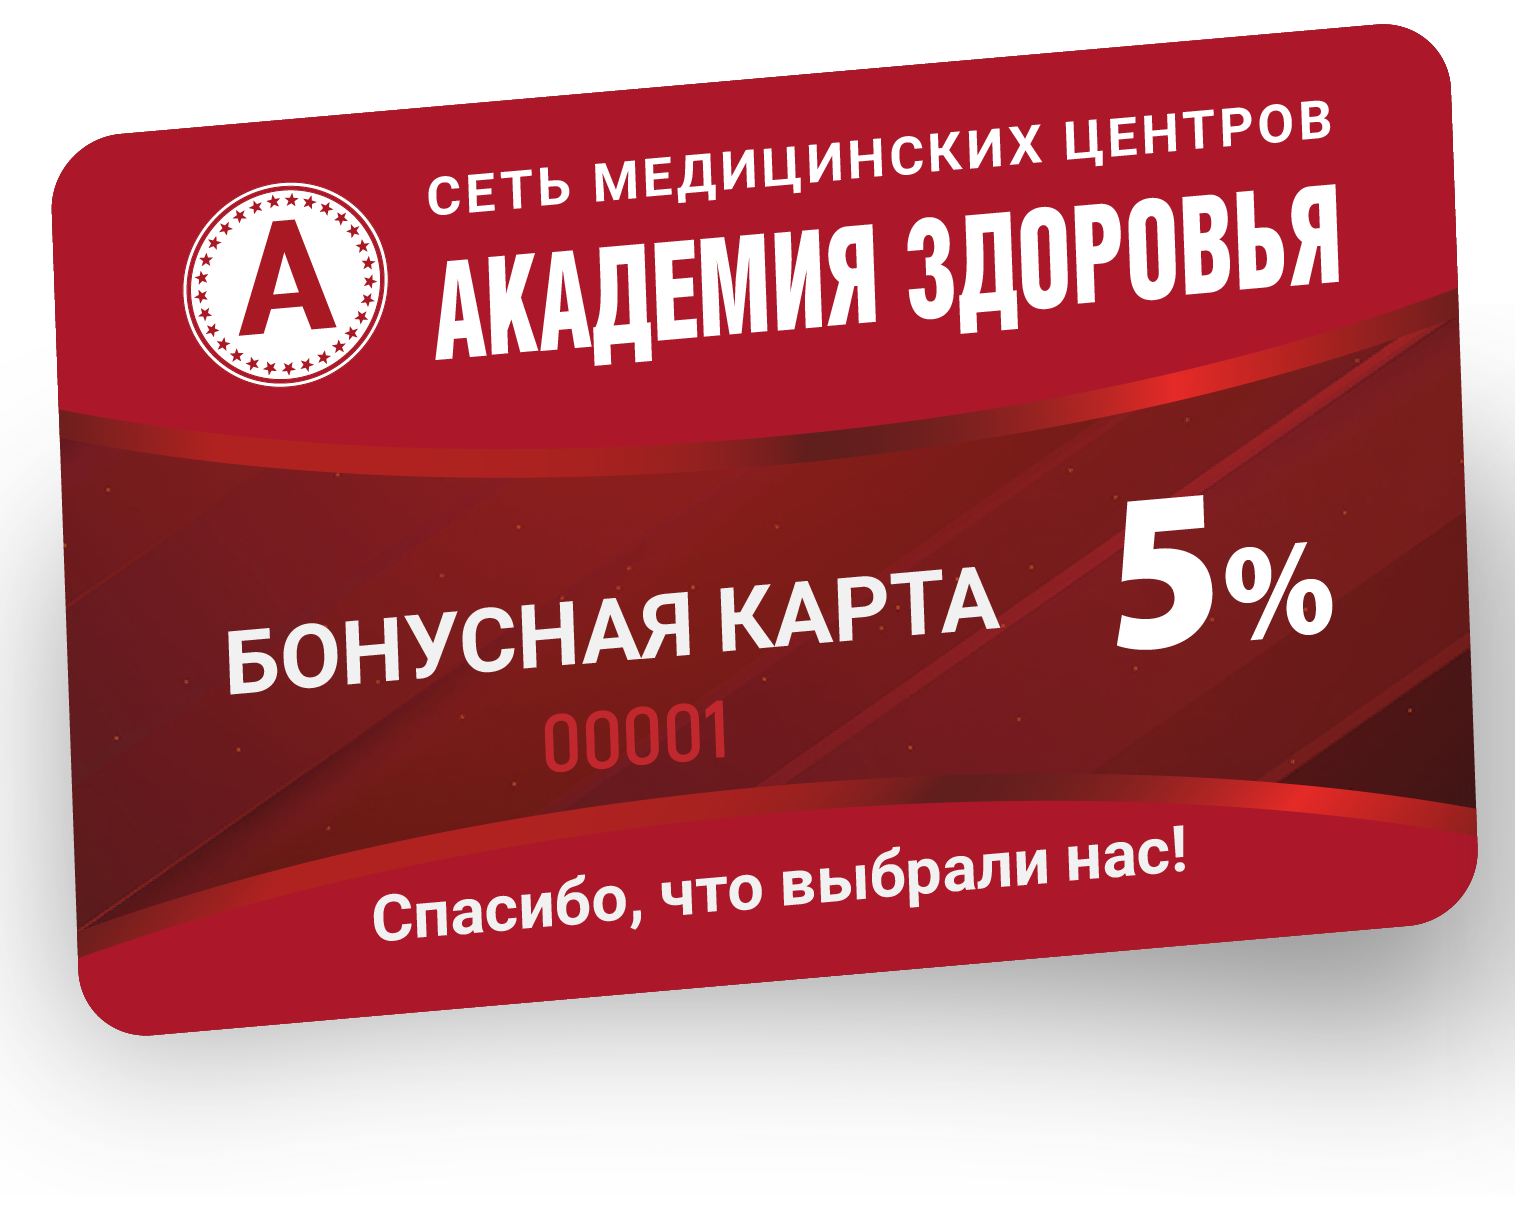 А
СЕТЬ МЕДИЦИНСКИХ ЦЕНТРОВ
АКАДЕМИЯ ЗДОРОВЬЯ
БОНУСНАЯ КАРТА 5%
00001
Спасибо, что выбрали нас!